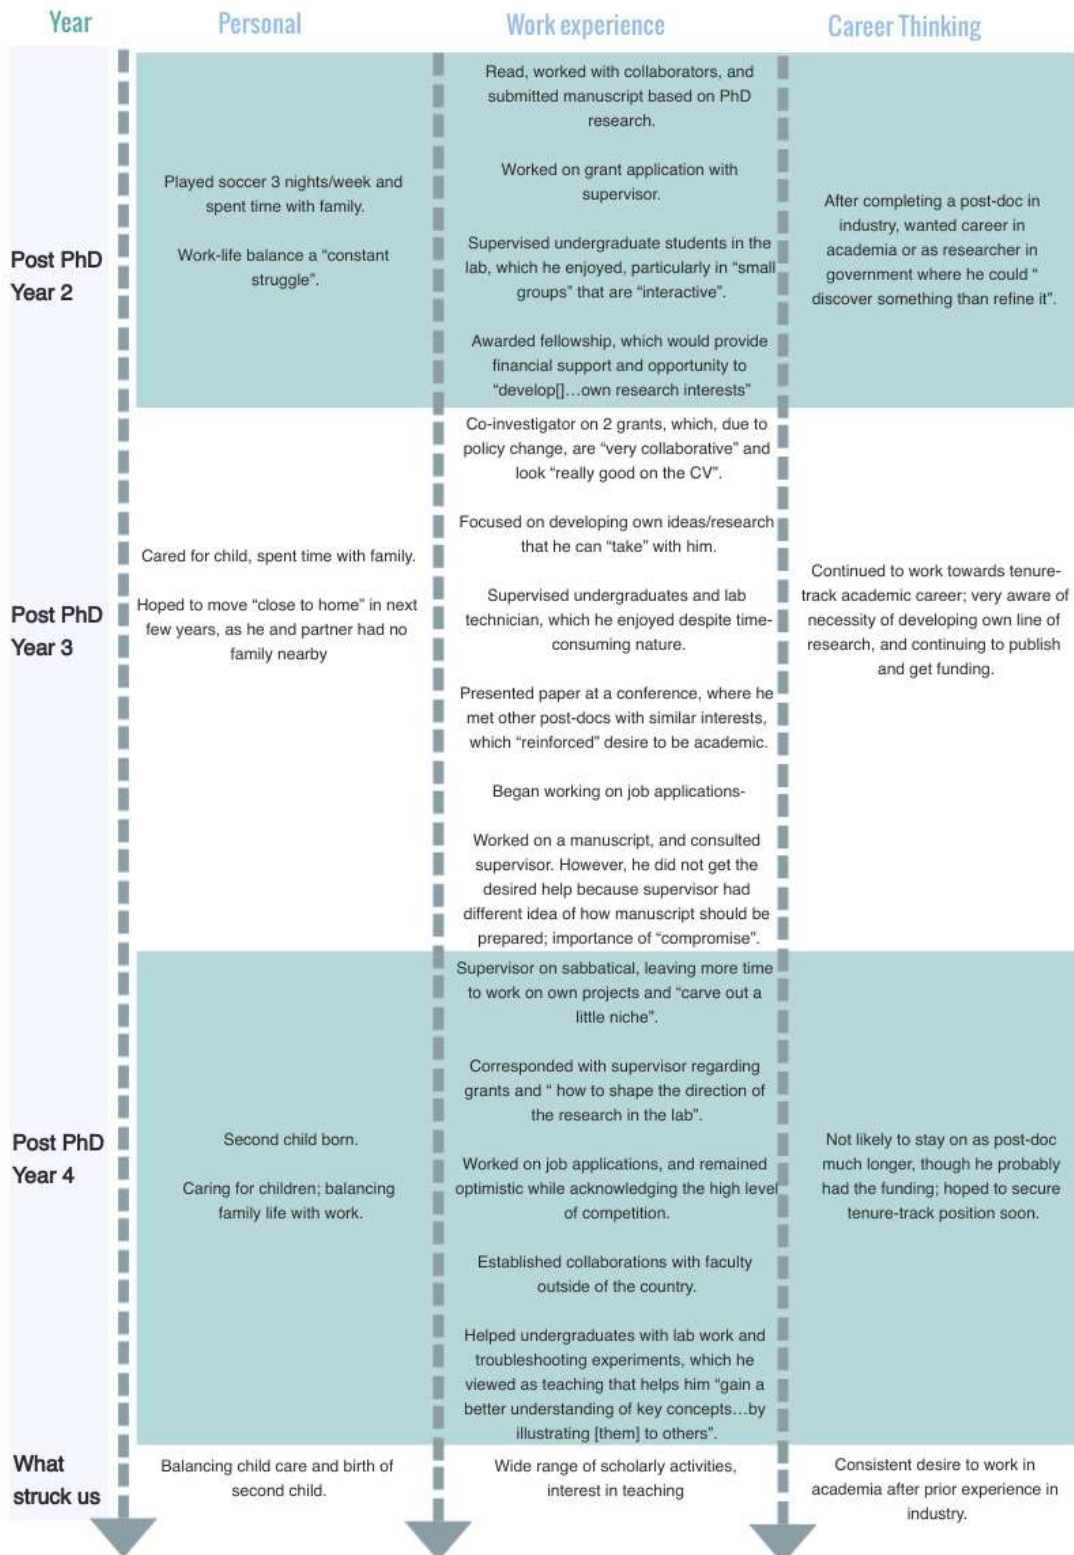 Year
Personal
Work experience
Career Thinking
Post PhD
Year 2
Played soccer 3 nights/week and
spent time with family.
Work-life balance a “constant
struggle”.
Read, worked with collaborators, and
submitted manuscript based on PhD
research.
Worked on grant application with
supervisor.
Supervised undergraduate students in the
lab, which he enjoyed, particularly in “small
groups” that are “interactive”.
Awarded fellowship, which would provide
financial support and opportunity to
“develop[]…own research interests”
After completing a post-doc in
industry, wanted career in
academia or as researcher in
government where he could “
discover something than refine it”.
Post PhD
Year 3
Cared for child, spent time with family.
Hoped to move “close to home” in next
few years, as he and partner had no
family nearby
Co-investigator on 2 grants, which, due to
policy change, are “very collaborative” and
look “really good on the CV”.
Focused on developing own ideas/research
that he can “take” with him.
Supervised undergraduates and lab
technician, which he enjoyed despite time-
consuming nature.
Presented paper at a conference, where he
met other post-docs with similar interests,
which “reinforced” desire to be academic.
Began working on job applications-
Worked on a manuscript, and consulted
supervisor. However, he did not get the
desired help because supervisor had
different idea of how manuscript should be
prepared; importance of “compromise”.
Continued to work towards tenure-
track academic career; very aware of
necessity of developing own line of
research, and continuing to publish
and get funding.
Post PhD
Year 4
Second child born.
Caring for children; balancing
family life with work.
Supervisor on sabbatical, leaving more time
to work on own projects and “carve out a
little niche”.
Corresponded with supervisor regarding
grants and “ how to shape the direction of
the research in the lab”.
Worked on job applications, and remained
optimistic while acknowledging the high level
of competition.
Established collaborations with faculty
outside of the country.
Helped undergraduates with lab work and
troubleshooting experiments, which he
viewed as teaching that helps him “gain a
better understanding of key concepts…by
illustrating [them] to others”.
Not likely to stay on as post-doc
much longer, though he probably
had the funding; hoped to secure
tenure-track position soon.
What
struck us
Balancing child care and birth of
second child.
Wide range of scholarly activities,
interest in teaching
Consistent desire to work in
academia after prior experience in
industry.